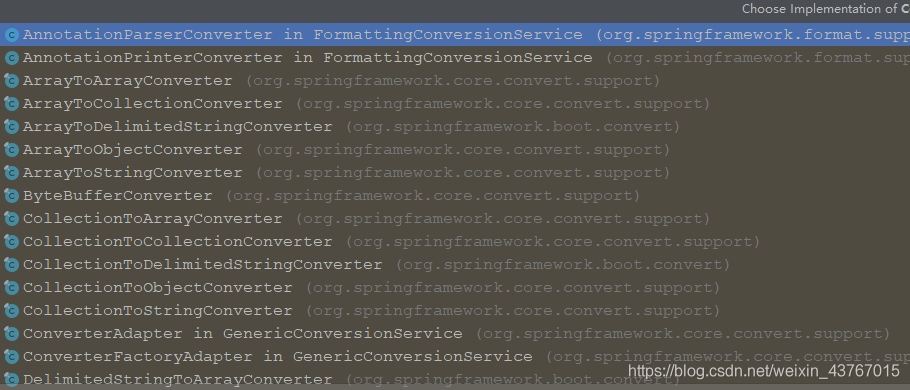 Choose Implementation of C
AnnotationParserConverter in FormattingConversionService (org.springframework.format.supp
AnnotationPrinterConverter in FormattingConversionService (org.springframework.format.sup
ArrayToArrayConverter (org.springframework.core.convert.support)
ArrayToCollectionConverter (org.springframework.core.convert.support)
ArrayToDelimitedStringConverter (org.springframework.boot.convert)
ArrayToObjectConverter (org.springframework.core.convert.support)
ArrayToStringConverter (org.springframework.core.convert.support)
ByteBufferConverter (org.springframework.core.convert.support)
CollectionToArrayConverter (org.springframework.core.convert.support)
CollectionToCollectionConverter (org.springframework.core.convert.support)
CollectionToDelimitedStringConverter (org.springframework.boot.convert)
CollectionToObjectConverter (org.springframework.core.convert.support)
CollectionToStringConverter (org.springframework.core.convert.support)
ConverterAdapter in GenericConversionService (org.springframework.core.convert.support)
ConverterFactoryAdapter in GenericConversionService (org.springframework.core.convert.support)
DelimitedStringToArrayConverter (org.springframework.boot.convert)
https://blog.csdn.net/weixin_43767015